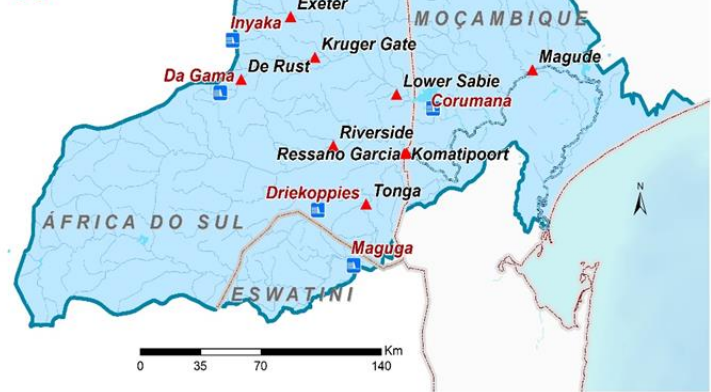 Exeter
MOÇAMBIQUE
Inyaka
Kruger Gate
Magude
De Rust
Da Gama
Lower Sabie
Corumana
Riverside
Ressano Garcia
Komatipoort
Driekoppies
Tonga
N
ÁFRICA DO SUL
Maguga
ESWATINI
Km
0 35 70 140